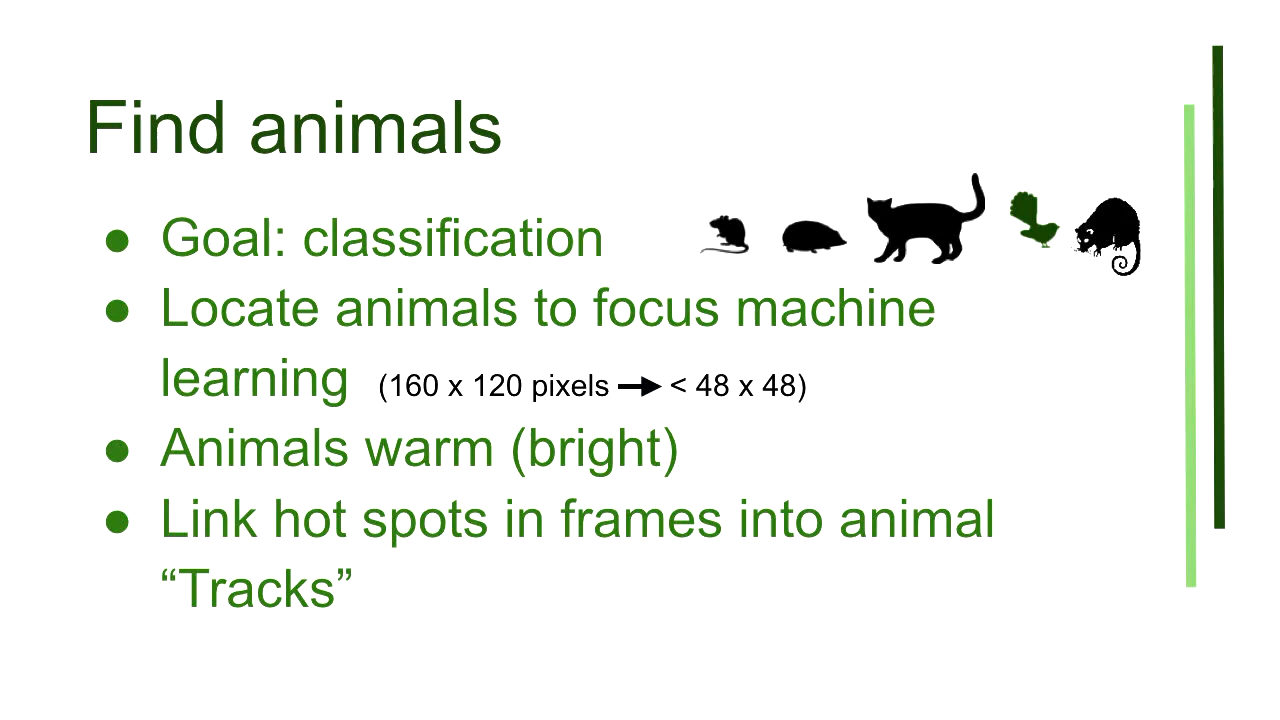 Find animals
● Goal: classification
● Locate animals to focus machine
learning (160 x 120 pixels → < 48 x 48)
● Animals warm (bright)
● Link hot spots in frames into animal
“Tracks”